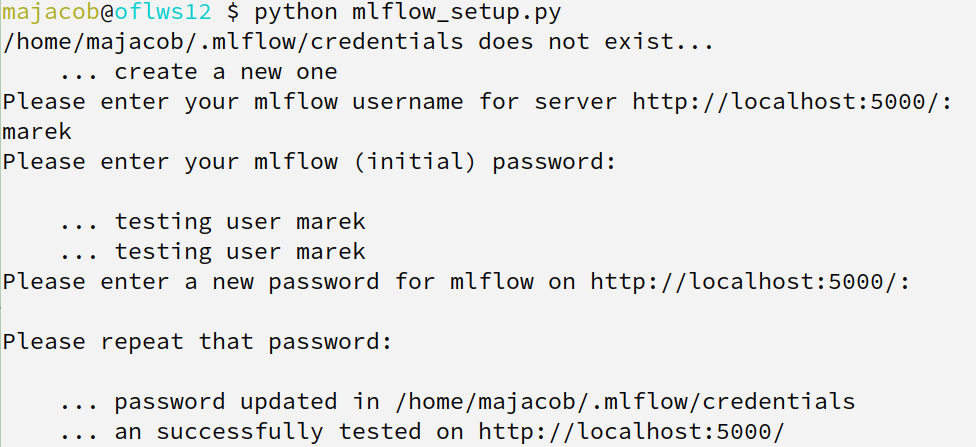 majacob@oflws12 $ python mlflow_setup.py
/home/majacob/.mlflow/credentials does not exist...
    ... create a new one
Please enter your mlflow username for server http://localhost:5000/:
marek
Please enter your mlflow (initial) password:
    ... testing user marek
    ... testing user marek
Please enter a new password for mlflow on http://localhost:5000/:
Please repeat that password:
    ... password updated in /home/majacob/.mlflow/credentials
    ... an successfully tested on http://localhost:5000/